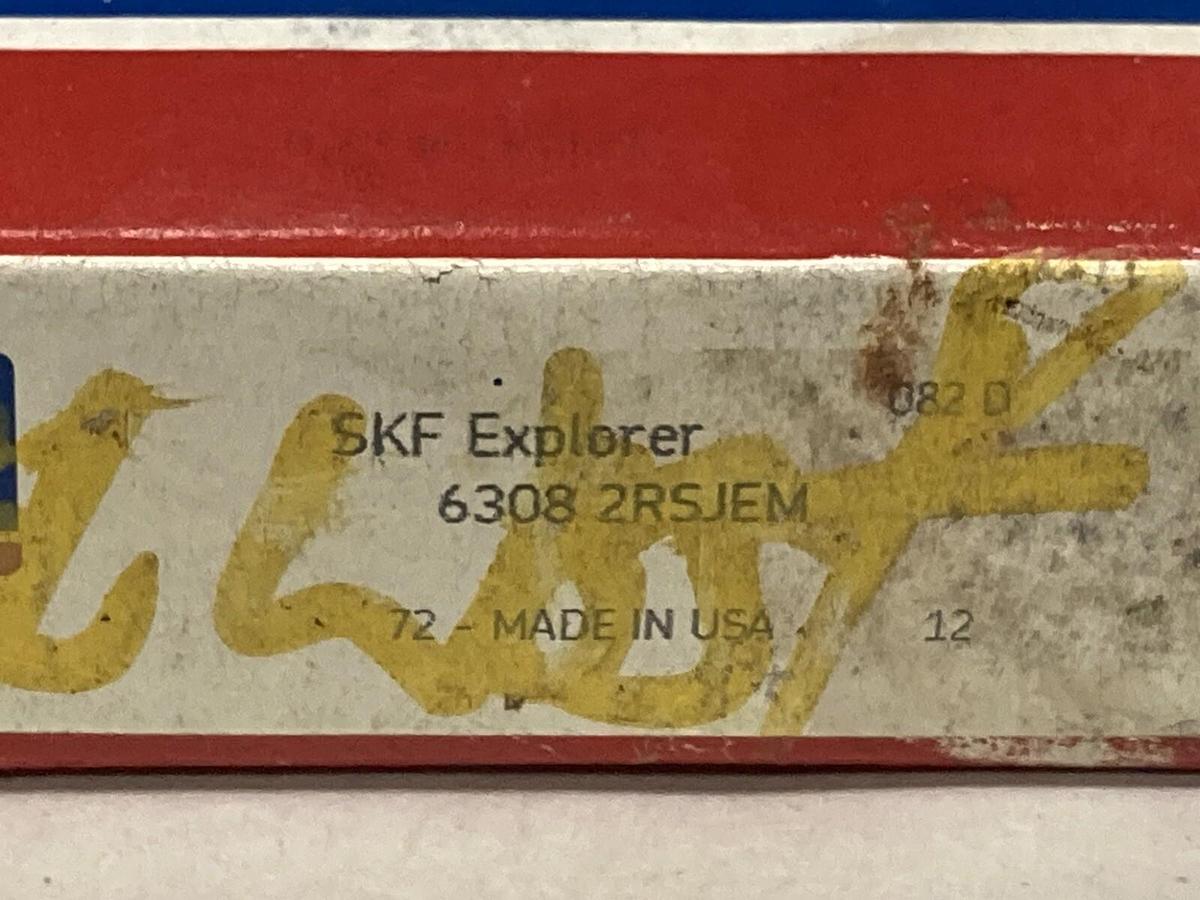 082 D
SKF Explorer
6308 2RSJEM
72 - MADE IN USA 12